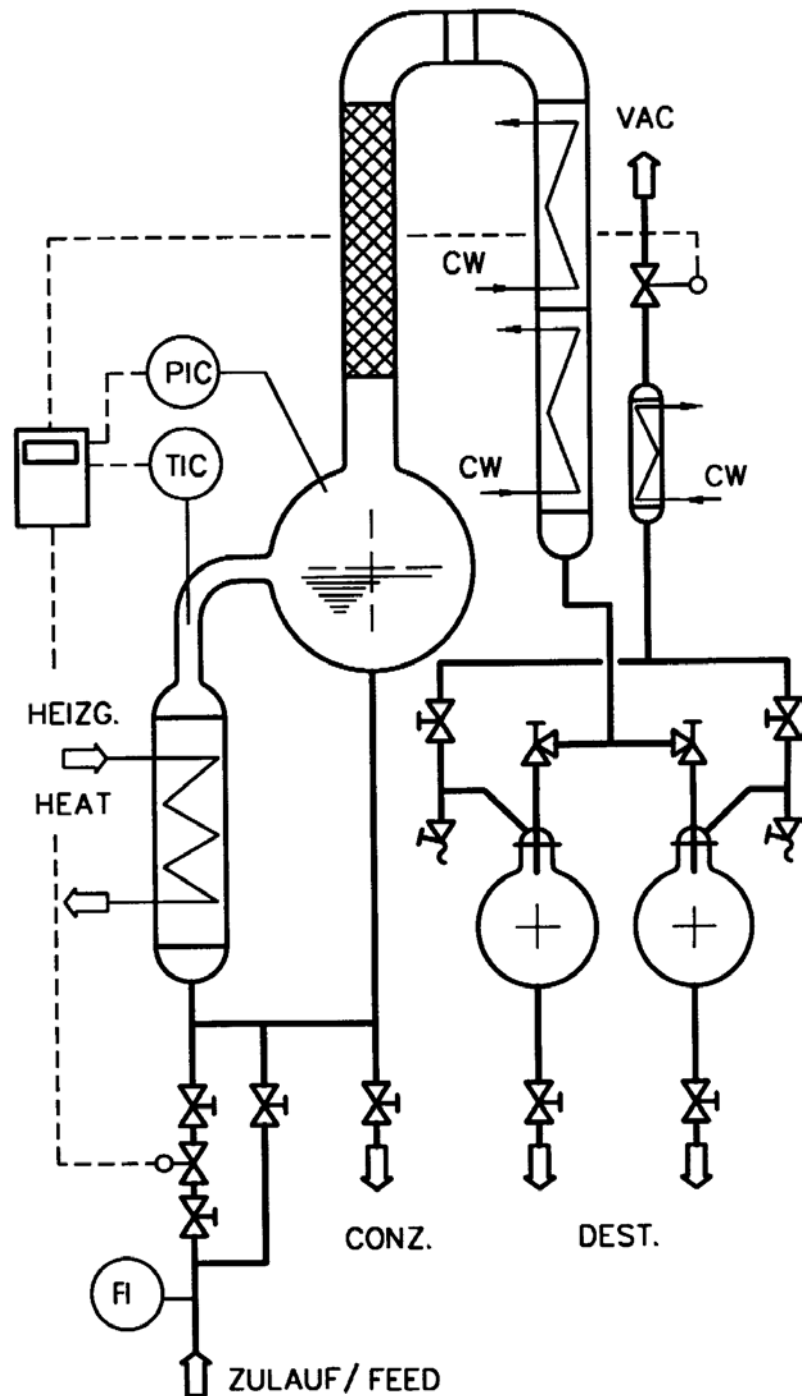 VAC
CW
PIC
TIC
CW
CW
HEIZG.
HEAT
CONZ.
DEST.
FI
ZULAUF/ FEED